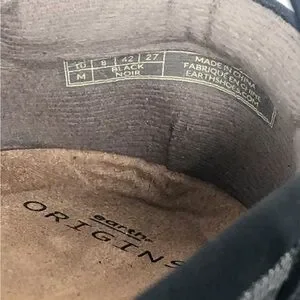 10 8 42 27
M BLACK
NOIR
MADE IN CHINA
FABRIQUÉ EN CHINE
EARTHSHOES.COM
earth
ORIGINS